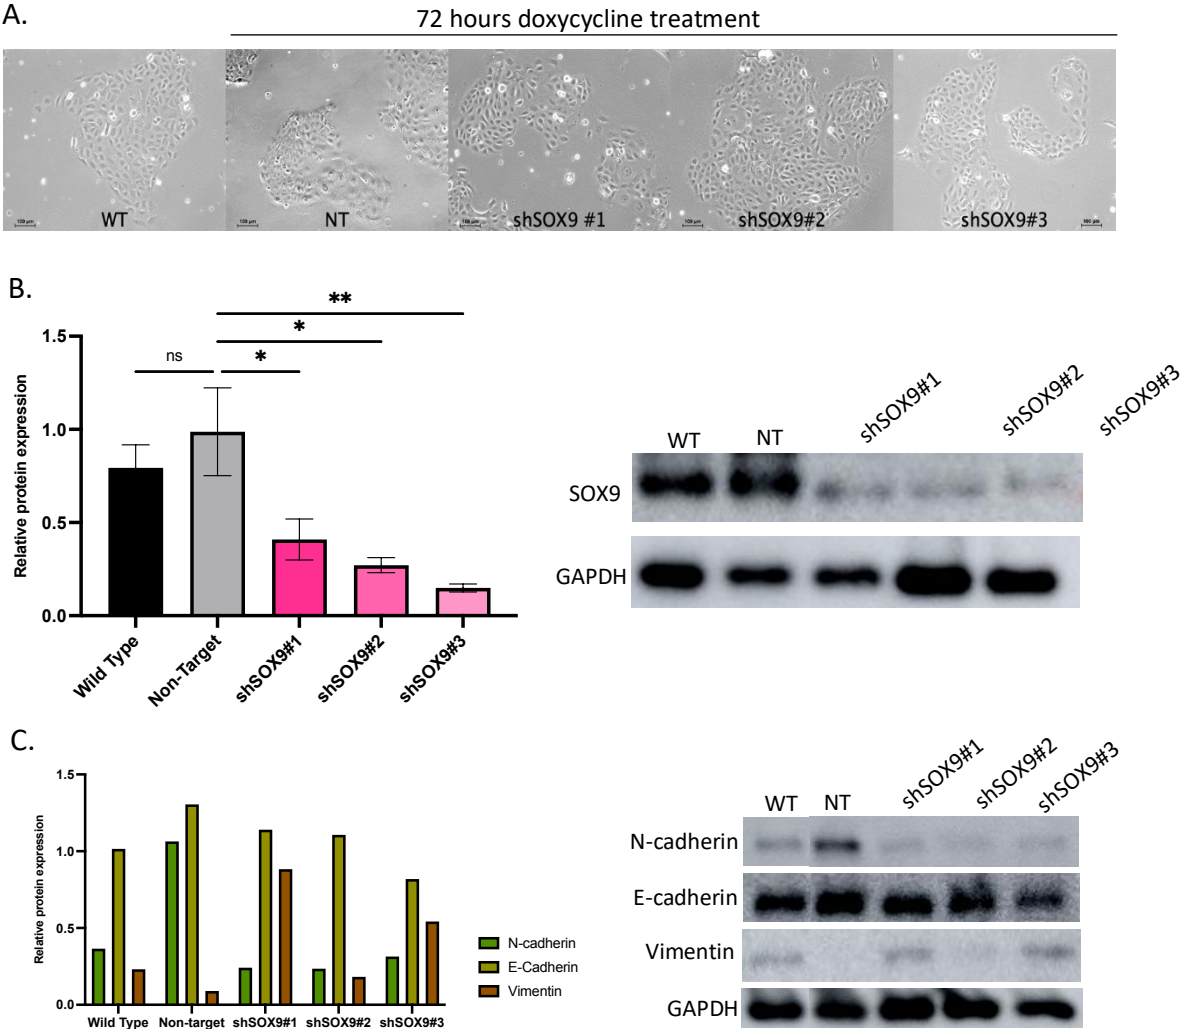 A.
72 hours doxycycline treatment
WT
NT
shSOX9 #1
shSOX9#2
shSOX9#3
100 µm
100 µm
100 µm
100 µm
100 µm
B.
**
*
ns
*
Relative protein expression
1.5
1.0
0.5
0.0
Wild Type
Non-Target
shSOX9#1
shSOX9#2
shSOX9#3
WT
NT
shSOX9#1
shSOX9#2
shSOX9#3
SOX9
GAPDH
C.
Relative protein expression
1.5
1.0
0.5
0.0
Wild Type
Non-target
shSOX9#1
shSOX9#2
shSOX9#3
N-cadherin
E-Cadherin
Vimentin
WT
NT
shSOX9#1
shSOX9#2
shSOX9#3
N-cadherin
E-cadherin
Vimentin
GAPDH